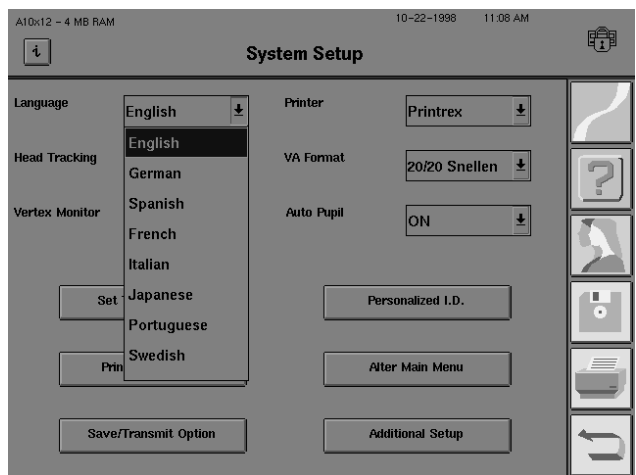 A10x12 – 4 MB RAM
10–22–1998 11:08 AM
i
System Setup
Language
English
Printer
Printrex
English
German
Spanish
French
Italian
Japanese
Portuguese
Swedish
Head Tracking
VA Format
20/20 Snellen
Vertex Monitor
Auto Pupil
ON
Set
Personalized I.D.
Prin
Alter Main Menu
Save/Transmit Option
Additional Setup